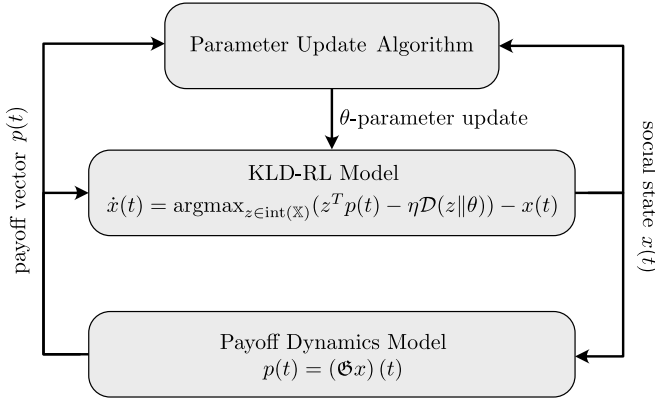 Parameter Update Algorithm
θ-parameter update
payoff vector p(t)
social state x(t)
KLD-RL Model
ẋ(t) = argmax_{z∈int(𝕏)}(z^T p(t) − η𝒟(z‖θ)) − x(t)
Payoff Dynamics Model
p(t) = (𝕲x) (t)